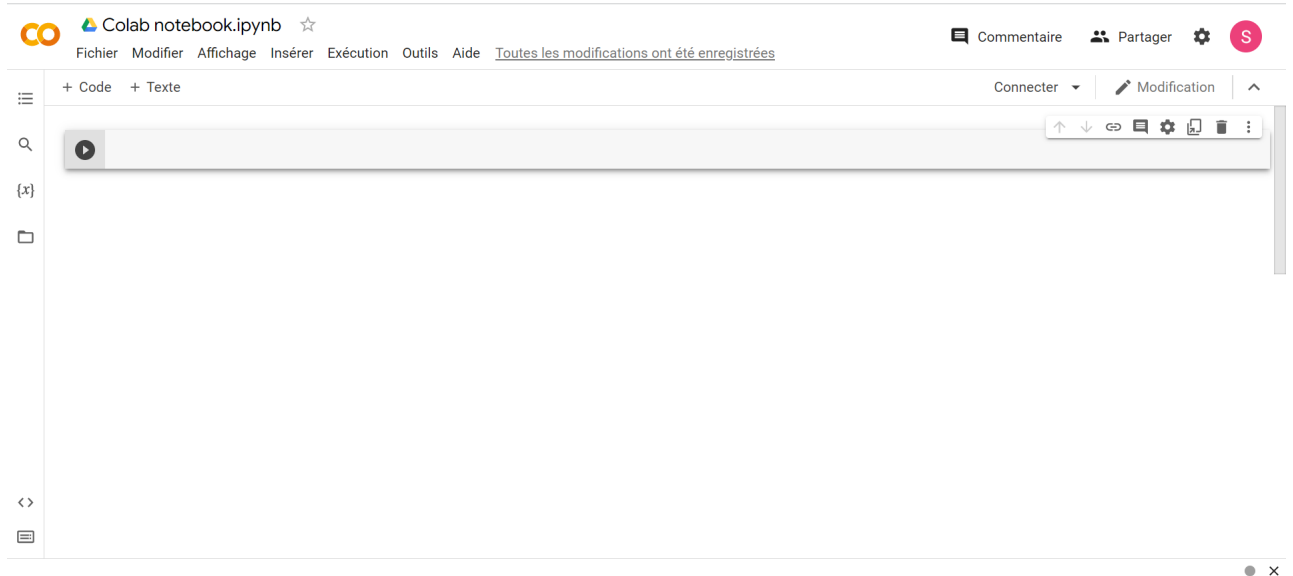 Colab notebook.ipynb
Fichier Modifier Affichage Insérer Exécution Outils Aide Toutes les modifications ont été enregistrées
Commentaire Partager S
+ Code + Texte
Connecter Modification
{x}